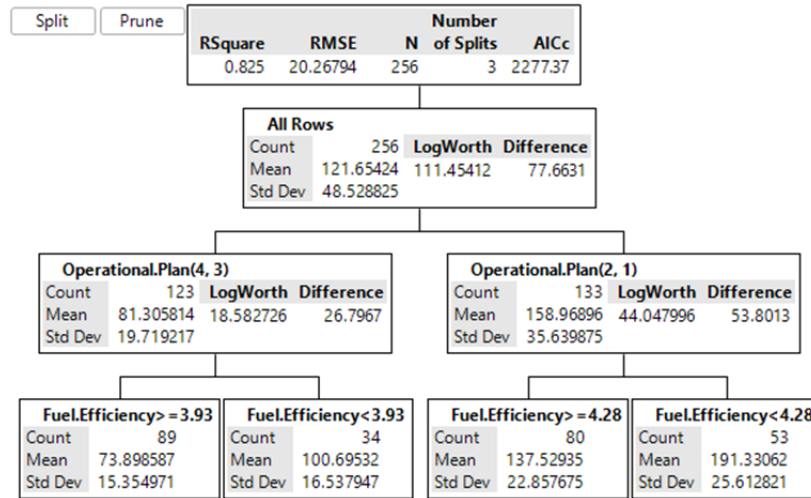 Split Prune
Number
RSquare RMSE N of Splits AICc
0.825 20.26794 256 3 2277.37
All Rows
Count 256 LogWorth Difference
Mean 121.65424 111.45412 77.6631
Std Dev 48.528825
Operational.Plan(4, 3)
Count 123 LogWorth Difference
Mean 81.305814 18.582726 26.7967
Std Dev 19.719217
Operational.Plan(2, 1)
Count 133 LogWorth Difference
Mean 158.96896 44.047996 53.8013
Std Dev 35.639875
Fuel.Efficiency>=3.93
Count 89
Mean 73.898587
Std Dev 15.354971
Fuel.Efficiency<3.93
Count 34
Mean 100.69532
Std Dev 16.537947
Fuel.Efficiency>=4.28
Count 80
Mean 137.52935
Std Dev 22.857675
Fuel.Efficiency<4.28
Count 53
Mean 191.33062
Std Dev 25.612821